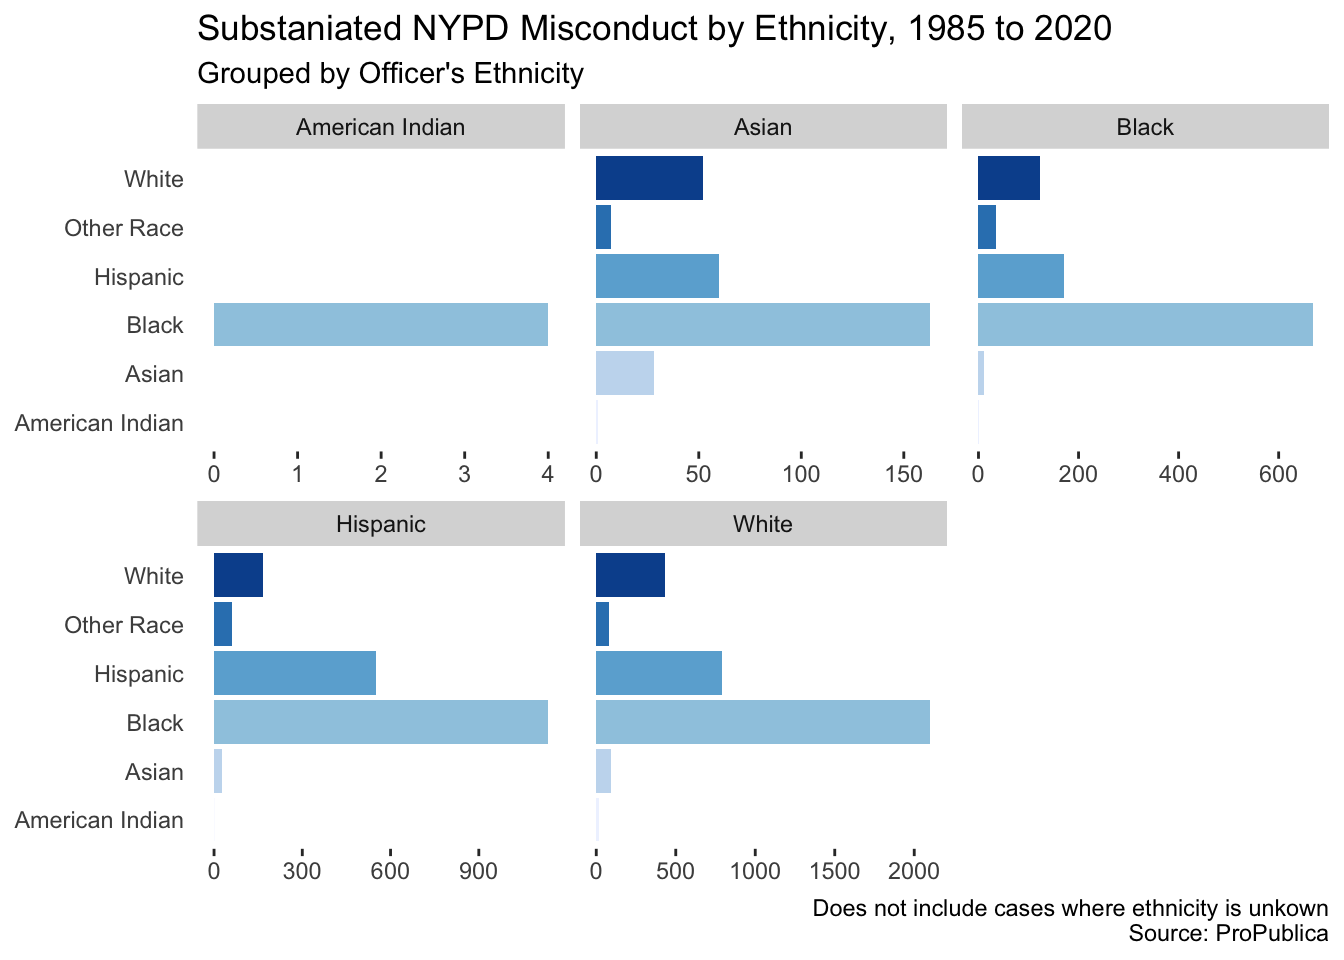 Substaniated NYPD Misconduct by Ethnicity, 1985 to 2020
Grouped by Officer's Ethnicity
American Indian
Asian
Black
White
Other Race
Hispanic
Black
Asian
American Indian
0 1 2 3 4
0 50 100 150
0 200 400 600
Hispanic
White
White
Other Race
Hispanic
Black
Asian
American Indian
0 300 600 900
0 500 1000 1500 2000
Does not include cases where ethnicity is unkown
Source: ProPublica